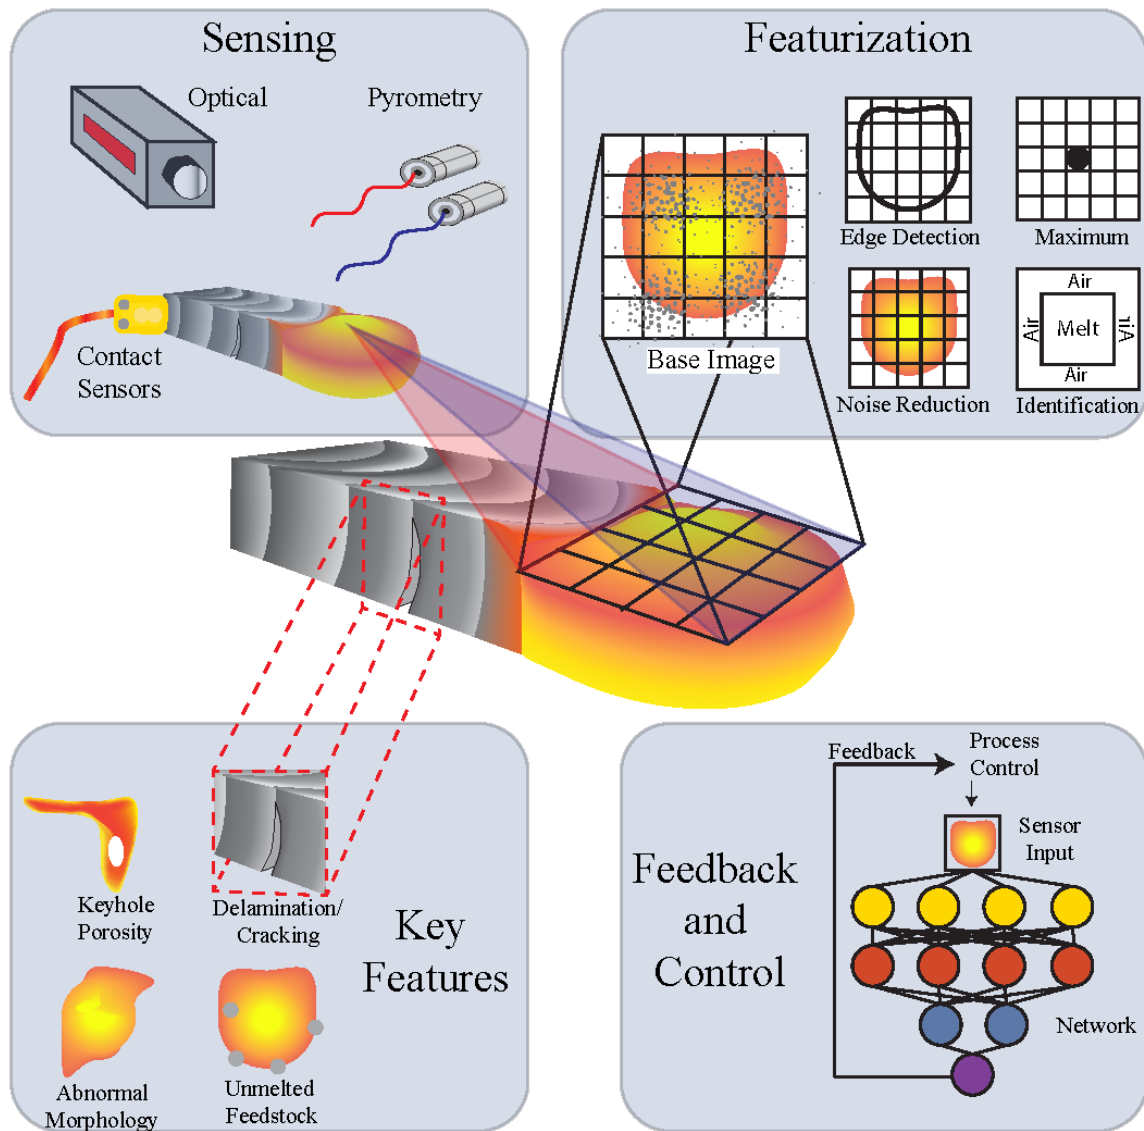 Sensing
Optical
Pyrometry
Contact
Sensors
Featurization
Base Image
Edge Detection
Maximum
Noise Reduction
Air
Air
Melt
Air
Air
Identification
Keyhole
Porosity
Delamination/
Cracking
Key
Features
Abnormal
Morphology
Unmelted
Feedstock
Feedback
and
Control
Feedback
Process
Control
Sensor
Input
Network